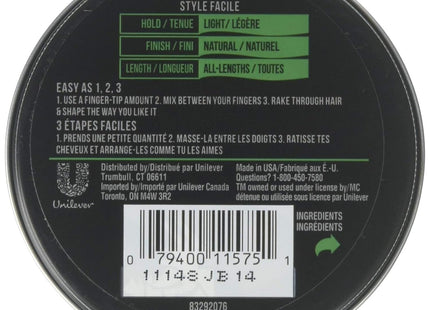 STYLE FACILE
HOLD / TENUE LIGHT/ LÉGÈRE
FINISH / FINI NATURAL / NATUREL
LENGTH / LONGUEUR ALL-LENGTHS / TOUTES
EASY AS 1, 2, 3
1. USE A FINGER-TIP AMOUNT 2. MIX BETWEEN YOUR FINGERS 3. RAKE THROUGH HAIR
& SHAPE THE WAY YOU LIKE IT
3 ÉTAPES FACILES
1. PRENDS UNE PETITE QUANTITÉ 2. MASSE-LA ENTRE LES DOIGTS 3. RATISSE TES
CHEVEUX ET ARRANGE-LES COMME TU LES AIMES
Distributed by/Distribué par Unilever
Trumbull, CT 06611
Imported by/Importé par Unilever Canada
Toronto, ON M4W 3R2
Unilever
Made in USA/Fabriqué aux É.-U.
Questions? 1-800-450-7580
TM owned or used under license by/MC
détenue ou utilisée sous licence par Unilever
INGREDIENTS
INGRÉDIENTS
0 79400 11575 1
11148 JB 14
83292076